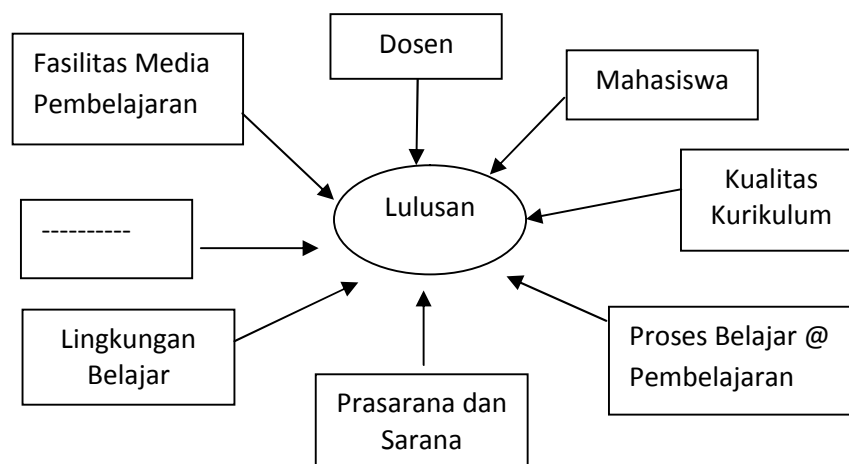 Dosen
Fasilitas Media
Pembelajaran
Mahasiswa
Kualitas
Kurikulum
Lulusan
----------
Lingkungan
Belajar
Proses Belajar @
Pembelajaran
Prasarana dan
Sarana